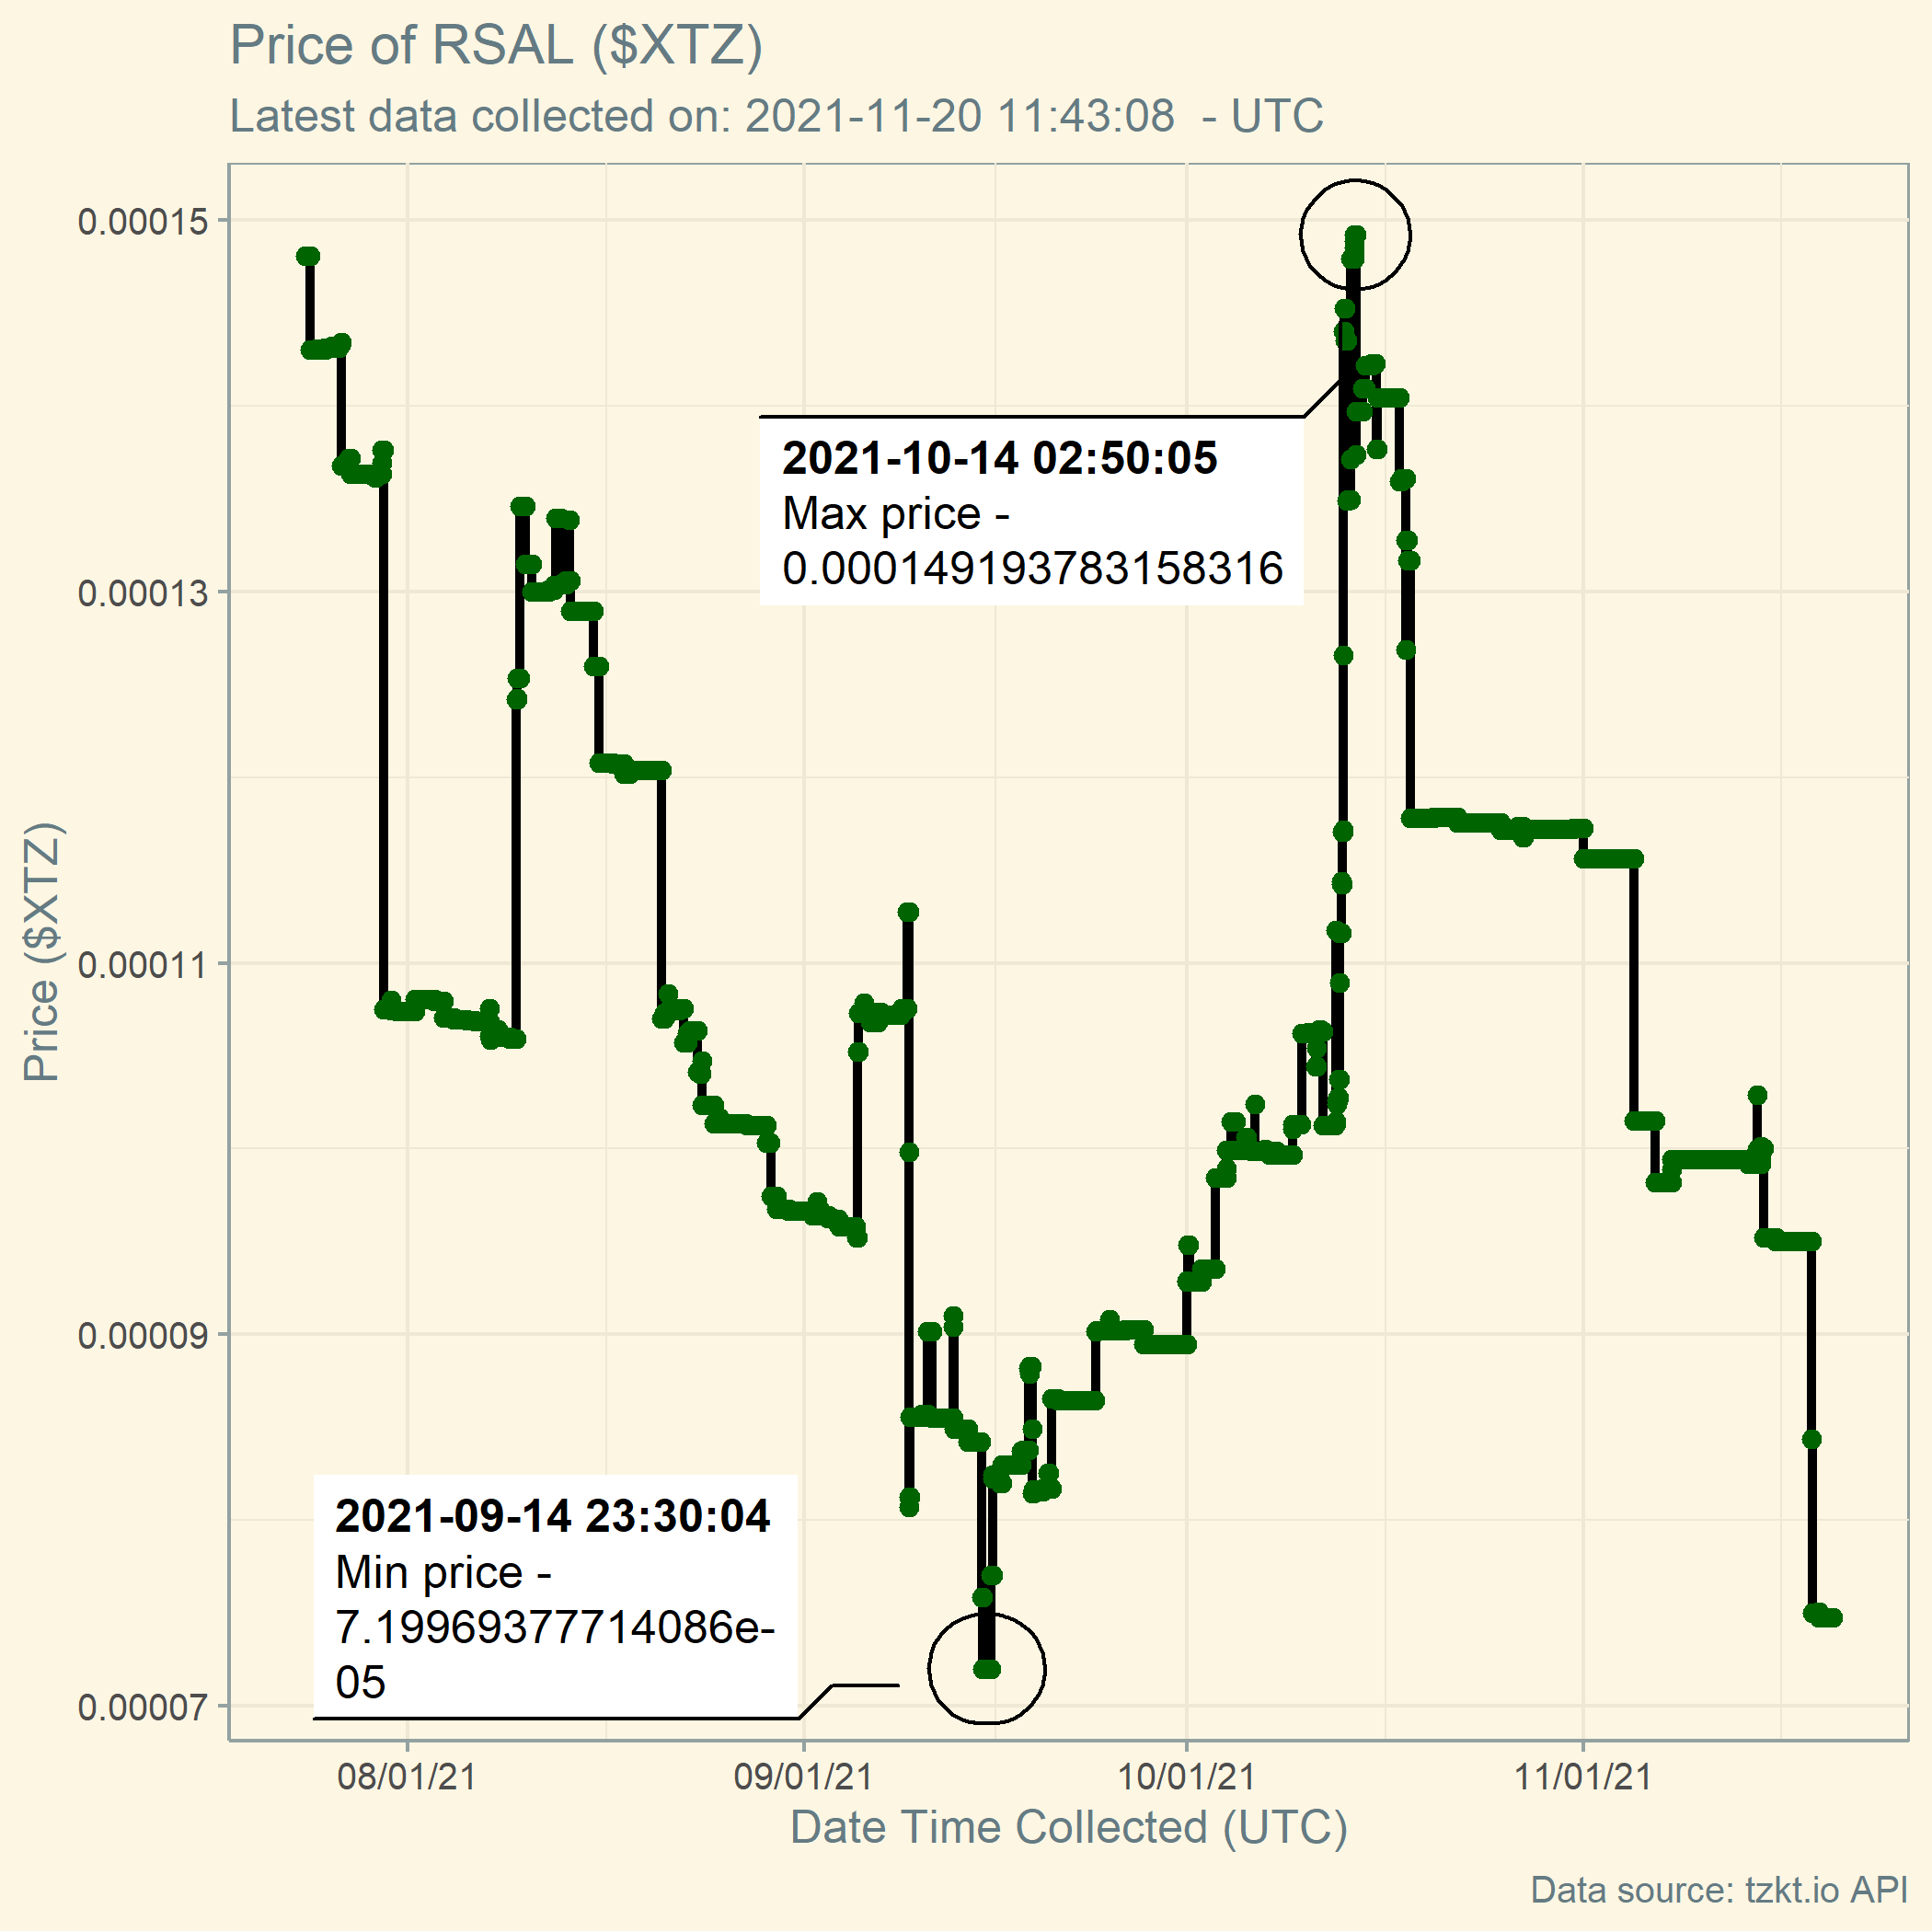 Price of RSAL ($XTZ)
Latest data collected on: 2021-11-20 11:43:08  - UTC
0.00015
0.00013
0.00011
0.00009
0.00007
Price ($XTZ)
2021-10-14 02:50:05
Max price -
0.000149193783158316
2021-09-14 23:30:04
Min price -
7.19969377714086e-
05
08/01/21
09/01/21
10/01/21
11/01/21
Date Time Collected (UTC)
Data source: tzkt.io API